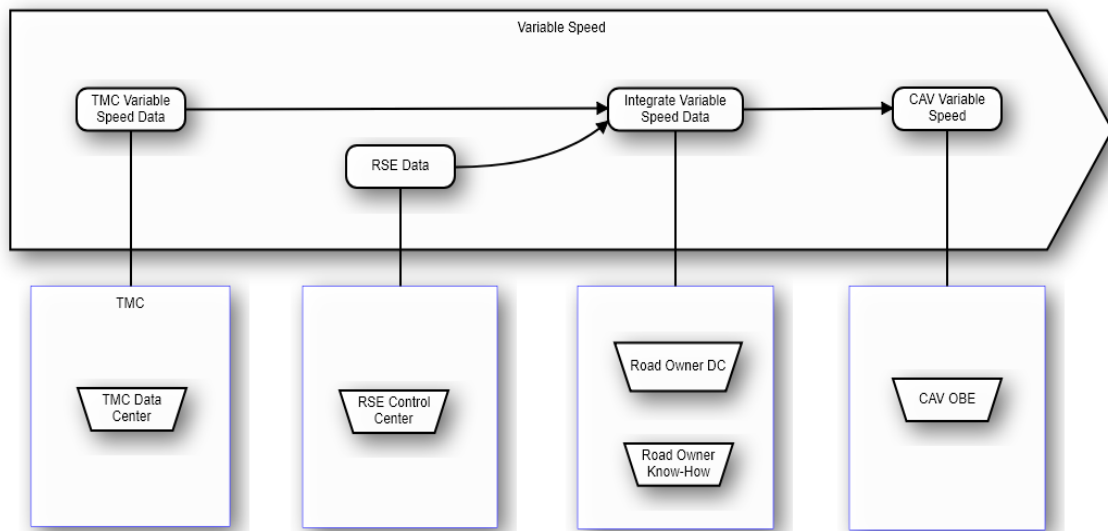 Variable Speed
TMC Variable
Speed Data
Integrate Variable
Speed Data
CAV Variable
Speed
RSE Data
TMC
TMC Data
Center
RSE Control
Center
Road Owner DC
Road Owner
Know-How
CAV OBE